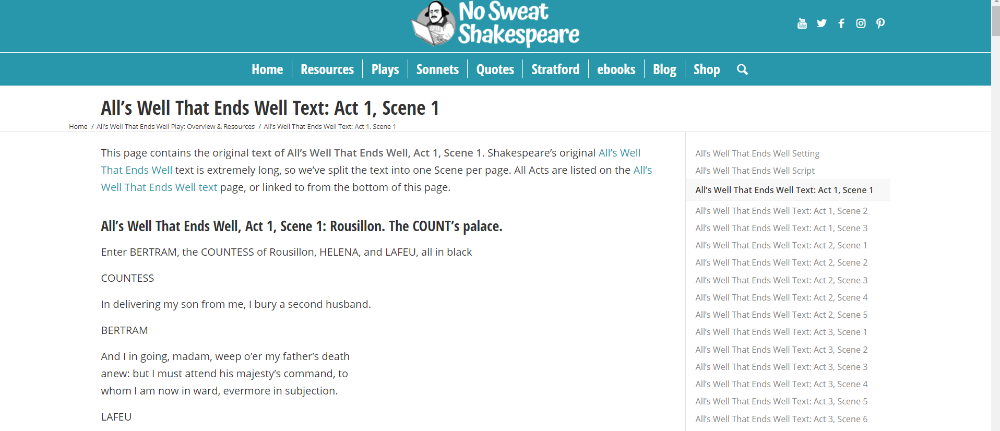 No Sweat
Shakespeare
You
Tube
Home
Resources
Plays
Sonnets
Quotes
Stratford
ebooks
Blog
Shop
All’s Well That Ends Well Text: Act 1, Scene 1
Home / All’s Well That Ends Well Play: Overview & Resources / All’s Well That Ends Well Text: Act 1, Scene 1
This page contains the original text of All’s Well That Ends Well, Act 1, Scene 1. Shakespeare’s original All’s Well
That Ends Well text is extremely long, so we’ve split the text into one Scene per page. All Acts are listed on the All’s
Well That Ends Well text page, or linked to from the bottom of this page.
All’s Well That Ends Well, Act 1, Scene 1: Rousillon. The COUNT’s palace.
Enter BERTRAM, the COUNTESS of Rousillon, HELENA, and LAFEU, all in black
COUNTESS
In delivering my son from me, I bury a second husband.
BERTRAM
And I in going, madam, weep o’er my father’s death
anew: but I must attend his majesty’s command, to
whom I am now in ward, evermore in subjection.
LAFEU
All’s Well That Ends Well Setting
All’s Well That Ends Well Script
All’s Well That Ends Well Text: Act 1, Scene 1
All’s Well That Ends Well Text: Act 1, Scene 2
All’s Well That Ends Well Text: Act 1, Scene 3
All’s Well That Ends Well Text: Act 2, Scene 1
All’s Well That Ends Well Text: Act 2, Scene 2
All’s Well That Ends Well Text: Act 2, Scene 3
All’s Well That Ends Well Text: Act 2, Scene 4
All’s Well That Ends Well Text: Act 2, Scene 5
All’s Well That Ends Well Text: Act 3, Scene 1
All’s Well That Ends Well Text: Act 3, Scene 2
All’s Well That Ends Well Text: Act 3, Scene 3
All’s Well That Ends Well Text: Act 3, Scene 4
All’s Well That Ends Well Text: Act 3, Scene 5
All’s Well That Ends Well Text: Act 3, Scene 6